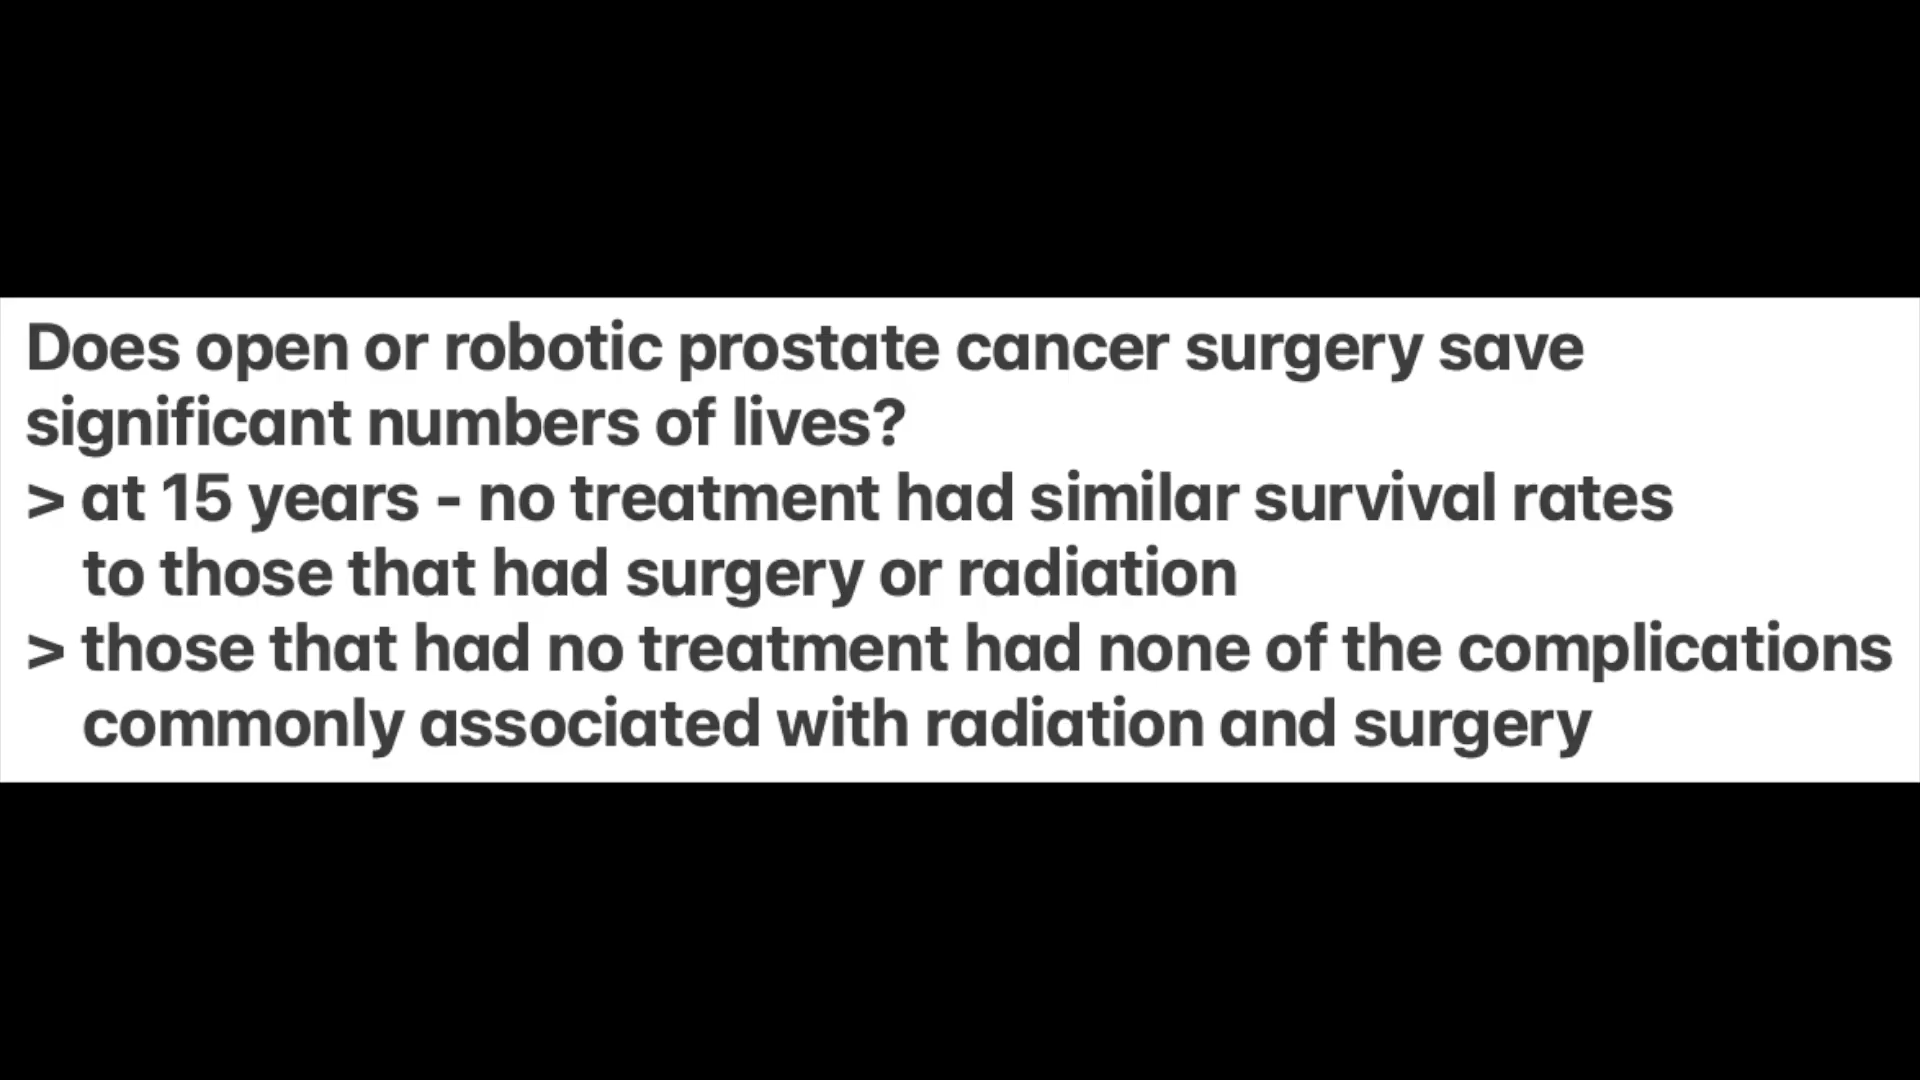 Does open or robotic prostate cancer surgery save
significant numbers of lives?
> at 15 years - no treatment had similar survival rates
to those that had surgery or radiation
> those that had no treatment had none of the complications
commonly associated with radiation and surgery